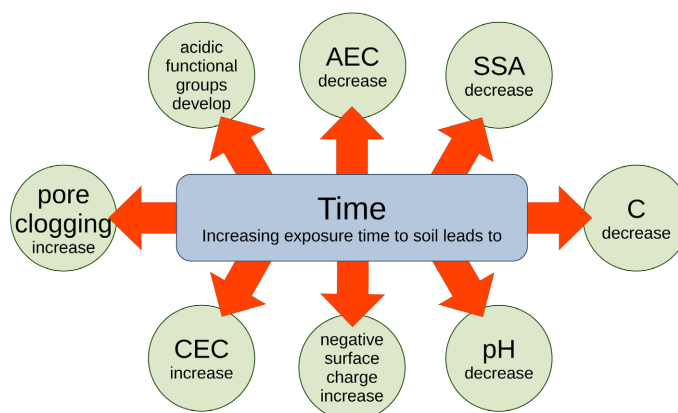 acidic
functional
groups
develop
AEC
decrease
SSA
decrease
pore
clogging
increase
Time
Increasing exposure time to soil leads to
C
decrease
CEC
increase
negative
surface
charge
increase
pH
decrease